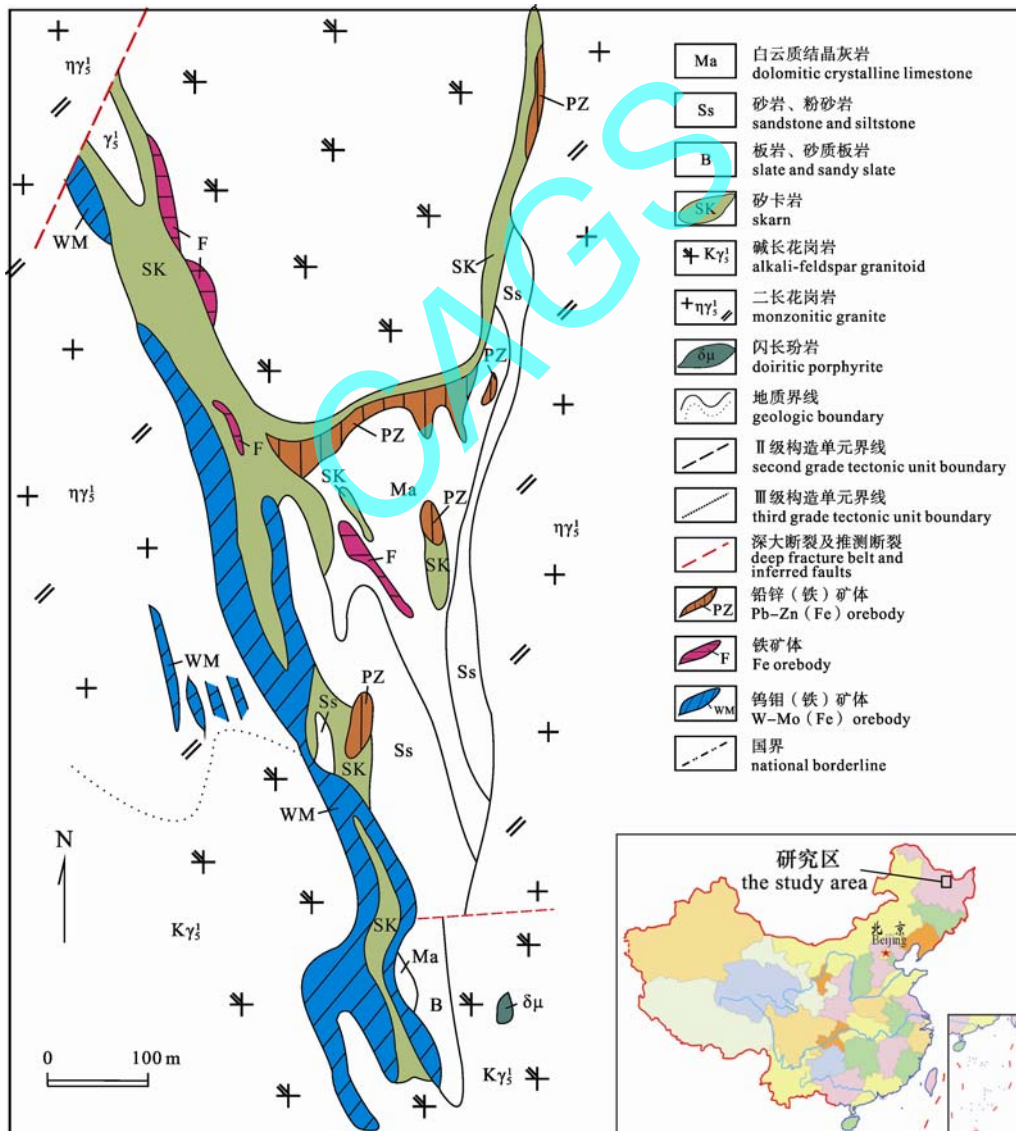 ηγ₅¹
γ₅¹
WM
F
SK
PZ
SK
Ss
PZ
PZ
F
SK
Ma
PZ
F
SK
ηγ₅¹
ηγ₅¹
WM
Ss
PZ
Ss
Ss
SK
WM
N
Kγ₅¹
SK
Ma
B
δμ
Kγ₅¹
0 100 m
CAGS
Ma 白云质结晶灰岩
dolomitic crystalline limestone
Ss 砂岩、粉砂岩
sandstone and siltstone
B 板岩、砂质板岩
slate and sandy slate
SK 矽卡岩
skarn
Kγ₅¹ 碱长花岗岩
alkali-feldspar granitoid
ηγ₅¹ 二长花岗岩
monzonitic granite
δμ 闪长玢岩
doiritic porphyrite
地质界线
geologic boundary
Ⅱ级构造单元界线
second grade tectonic unit boundary
Ⅲ级构造单元界线
third grade tectonic unit boundary
深大断裂及推测断裂
deep fracture belt and
inferred faults
PZ 铅锌（铁）矿体
Pb-Zn（Fe）orebody
F 铁矿体
Fe orebody
WM 钨钼（铁）矿体
W-Mo（Fe）orebody
国界
national borderline
研究区
the study area
北京
Beijing